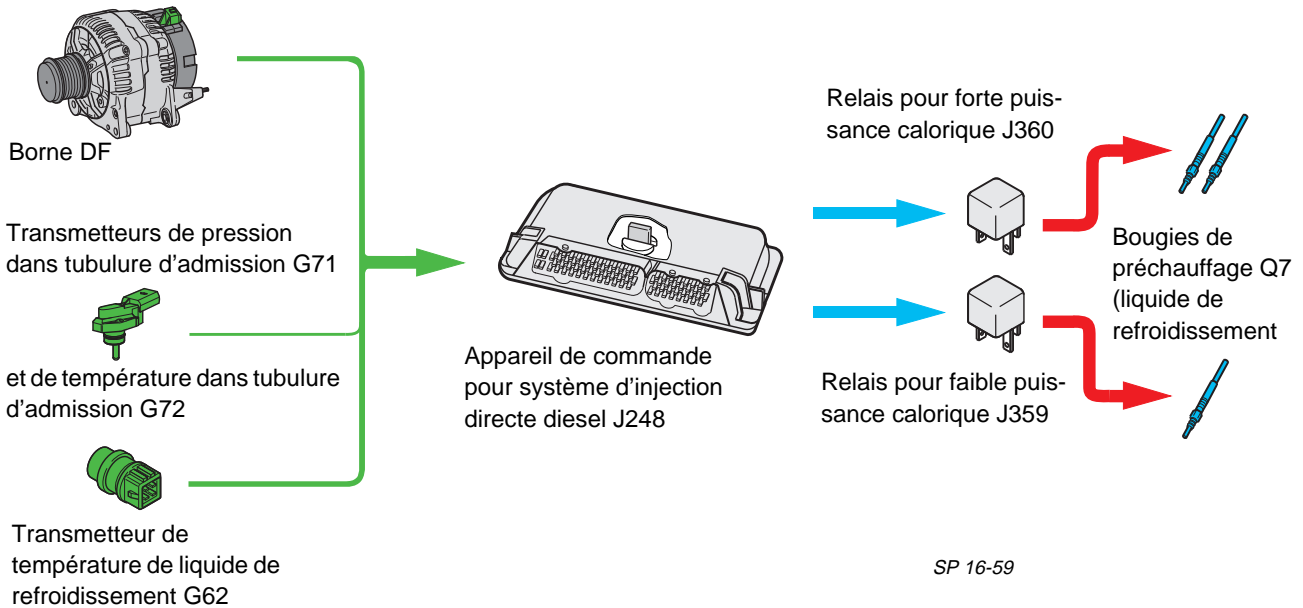 Borne DF
Transmetteurs de pression
dans tubulure d'admission G71
et de température dans tubulure
d'admission G72
Transmetteur de
température de liquide de
refroidissement G62
Appareil de commande
pour système d'injection
directe diesel J248
Relais pour forte puis-
sance calorique J360
Relais pour faible puis-
sance calorique J359
Bougies de
préchauffage Q7
(liquide de
refroidissement
SP 16-59